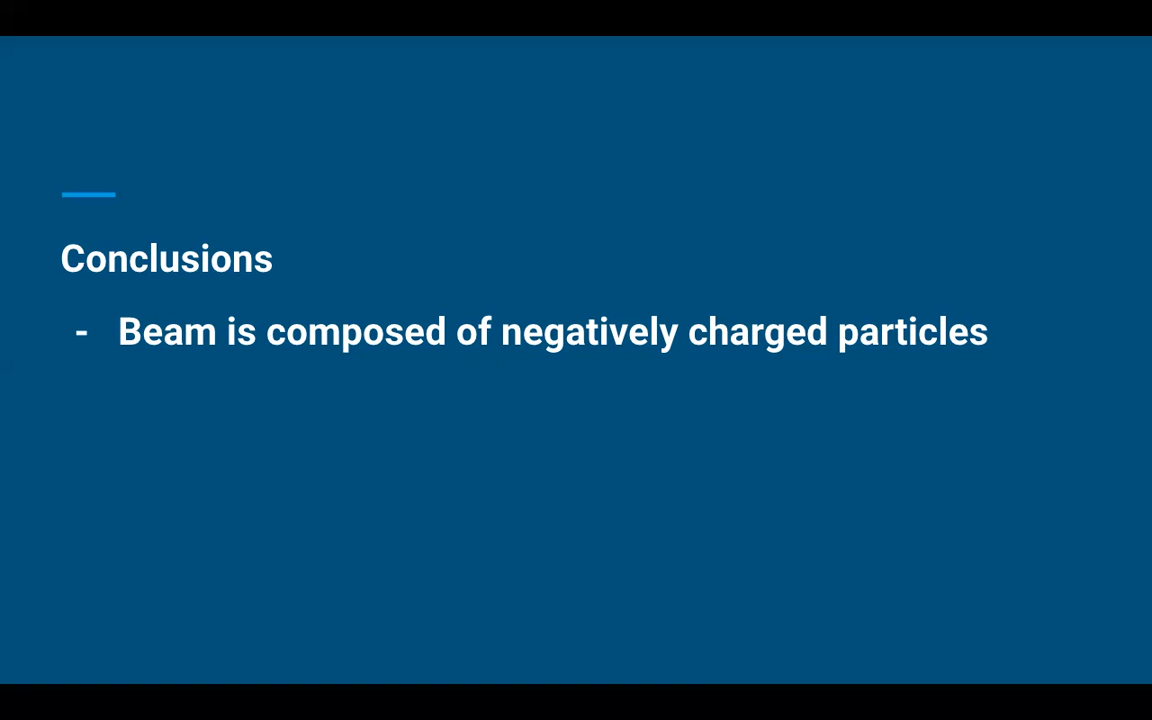 Conclusions
- Beam is composed of negatively charged particles